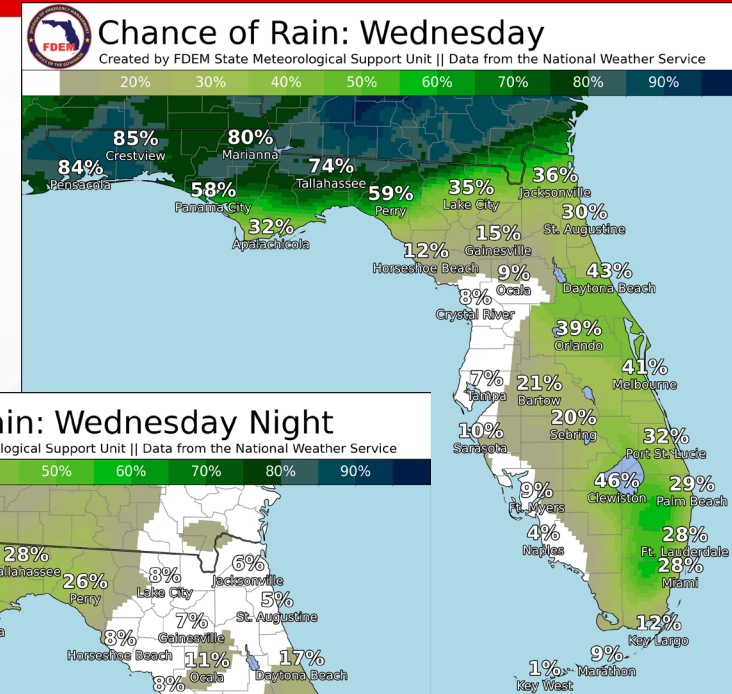 Chance of Rain: Wednesday
Created by FDEM State Meteorological Support Unit || Data from the National Weather Service
FDEM
20% 30% 40% 50% 60% 70% 80% 90%
85%
Crestview
80%
Marianna
84%
Pensacola
74%
Tallahassee
58%
Panama City
59%
Perry
35%
Lake City
36%
Jacksonville
32%
Apalachicola
30%
St. Augustine
15%
Gainesville
12%
Horseshoe Beach
9%
Ocala
43%
Daytona Beach
8%
Crystal River
39%
Orlando
41%
Melbourne
7%
Tampa
21%
Bartow
20%
Sebring
10%
Sarasota
32%
Port St. Lucie
46%
Clewiston
29%
Palm Beach
9%
Ft. Myers
4%
Naples
28%
Ft. Lauderdale
28%
Miami
12%
Key Largo
9%
Marathon
1%
Key West
ain: Wednesday Night
logical Support Unit || Data from the National Weather Service
50% 60% 70% 80% 90%
28%
allahassee
26%
Perry
8%
Lake City
6%
Jacksonville
5%
St. Augustine
7%
Gainesville
8%
Horseshoe Beach
11%
Ocala
17%
Daytona Beach
8%
a